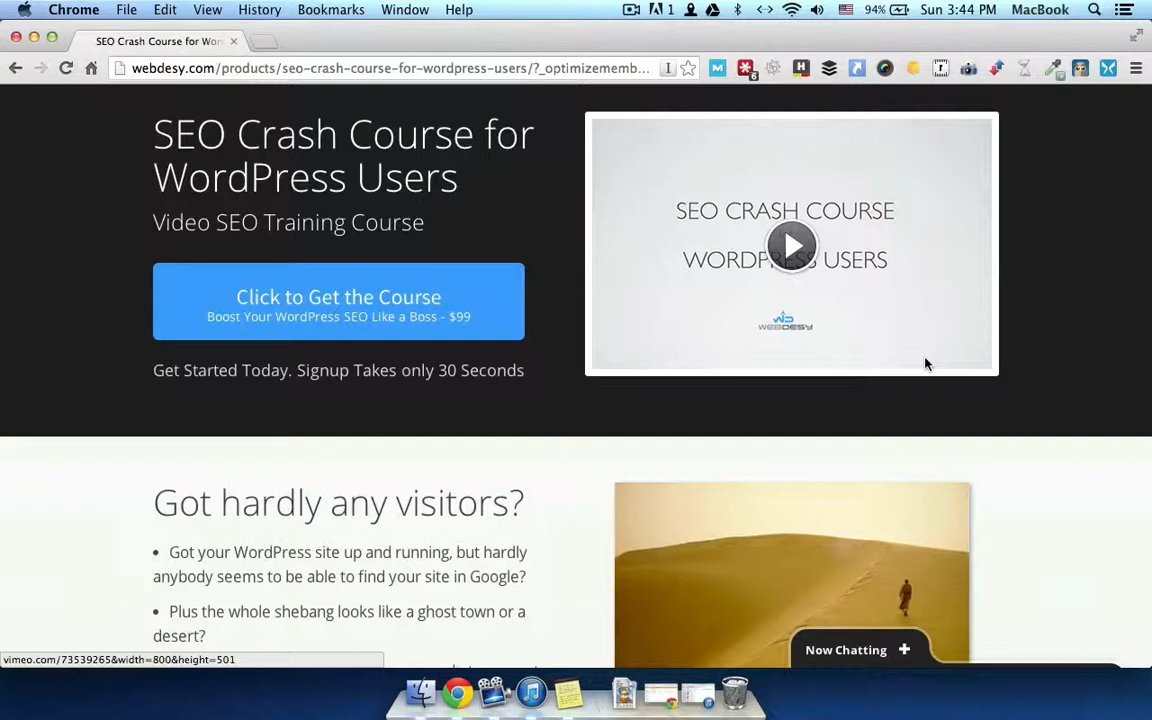 Chrome File Edit View History Bookmarks Window Help 1 94% Sun 3:44 PM MacBook
SEO Crash Course for Wor
webdesy.com/products/seo-crash-course-for-wordpress-users/?_optimizememb...
6
SEO Crash Course for
WordPress Users
Video SEO Training Course
Click to Get the Course
Boost Your WordPress SEO Like a Boss - $99
Get Started Today. Signup Takes only 30 Seconds
SEO CRASH COURSE
WORDPRESS USERS
WEBDESY
Got hardly any visitors?
• Got your WordPress site up and running, but hardly
anybody seems to be able to find your site in Google?
• Plus the whole shebang looks like a ghost town or a
desert?
Now Chatting +
vimeo.com/73539265&width=800&height=501